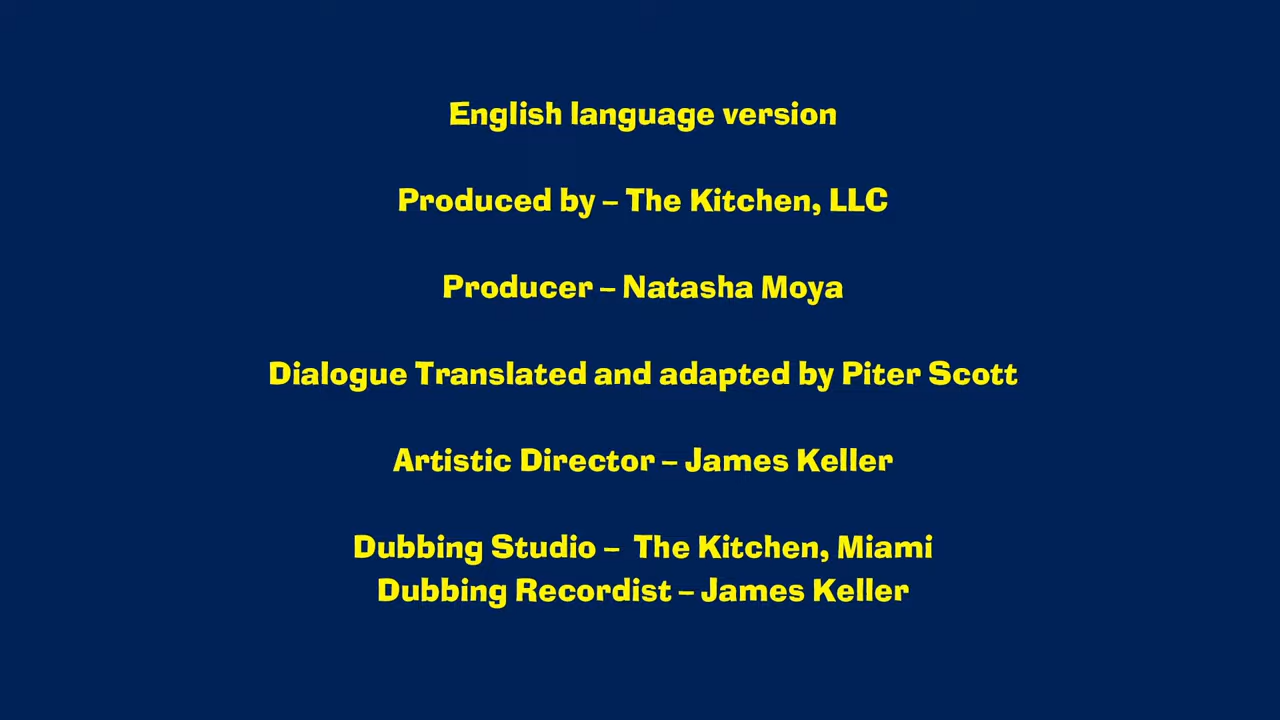 English language version
Produced by – The Kitchen, LLC
Producer – Natasha Moya
Dialogue Translated and adapted by Piter Scott
Artistic Director – James Keller
Dubbing Studio –  The Kitchen, Miami
Dubbing Recordist – James Keller